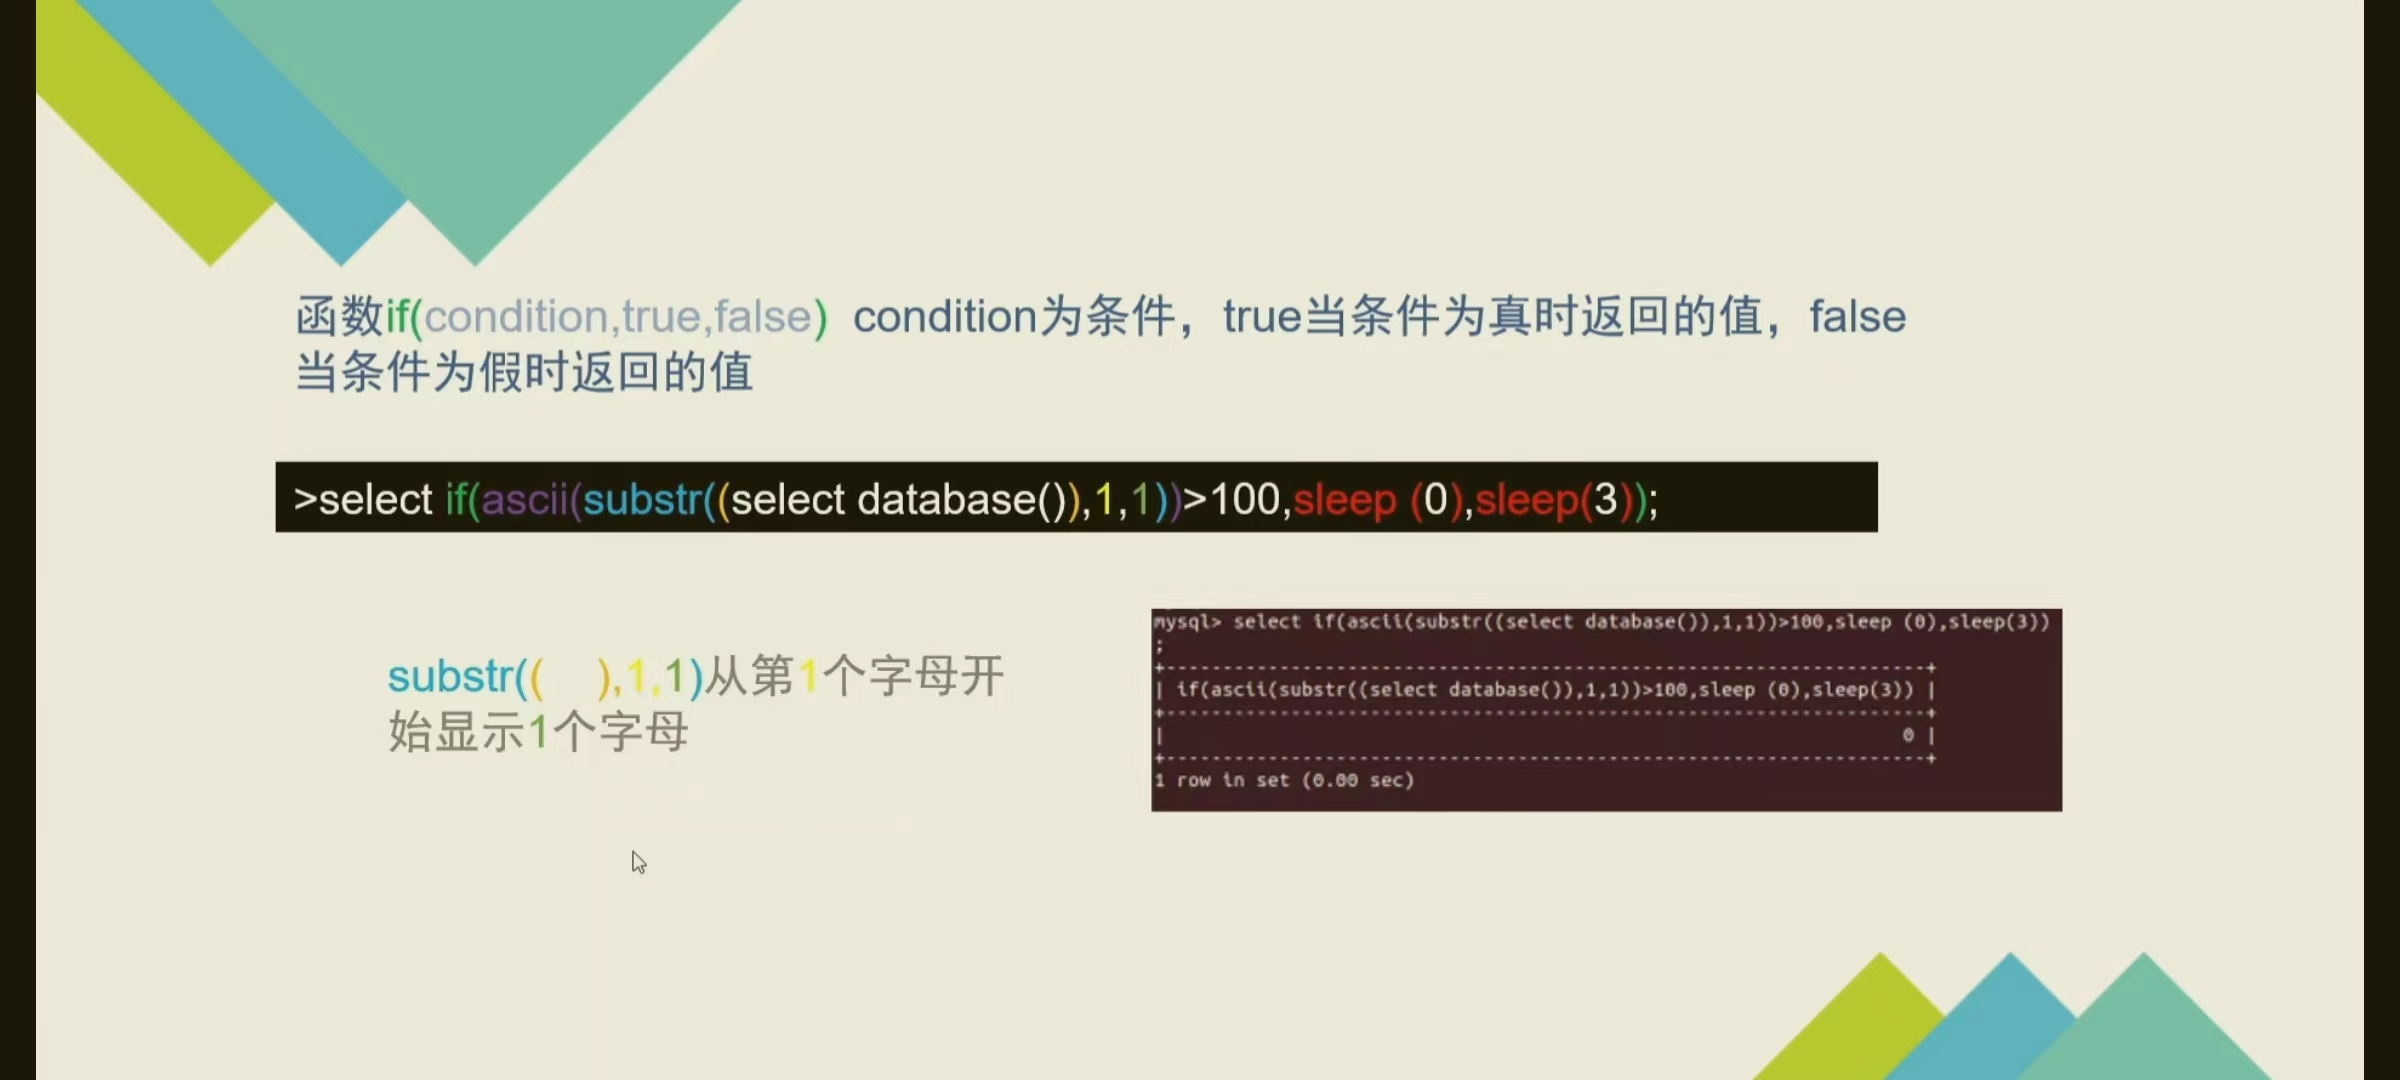 函数if(condition,true,false) condition为条件，true当条件为真时返回的值，false
当条件为假时返回的值
>select if(ascii(substr((select database()),1,1))>100,sleep (0),sleep(3));
substr(( ),1,1)从第1个字母开
始显示1个字母
mysql> select if(ascii(substr((select database()),1,1))>100,sleep (0),sleep(3))
;
+-------------------------------------------------------------------+
| if(ascii(substr((select database()),1,1))>100,sleep (0),sleep(3)) |
+-------------------------------------------------------------------+
| 0 |
+-------------------------------------------------------------------+
1 row in set (0.00 sec)